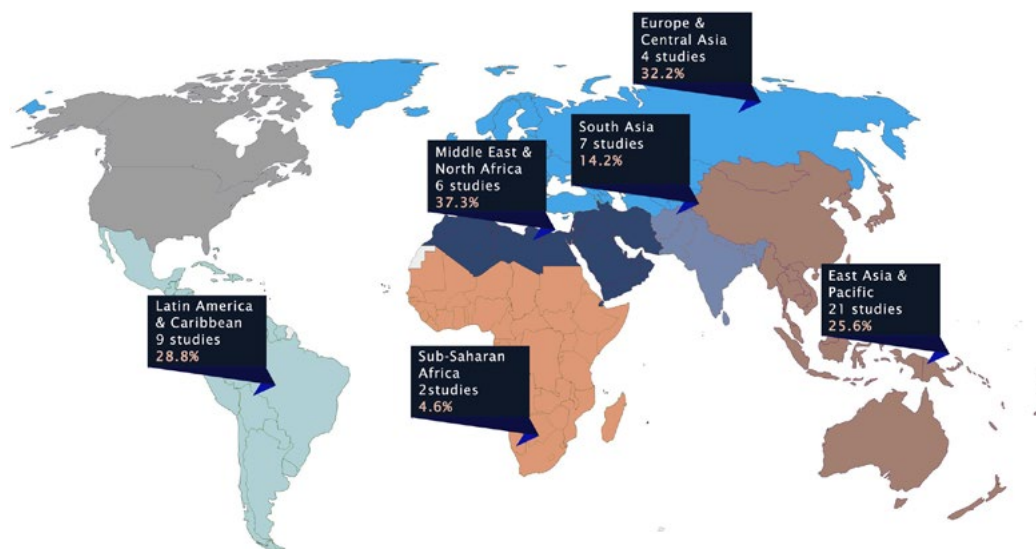 Europe &
Central Asia
4 studies
32.2%
South Asia
7 studies
14.2%
Middle East &
North Africa
6 studies
37.3%
East Asia &
Pacific
21 studies
25.6%
Latin America
& Caribbean
9 studies
28.8%
Sub-Saharan
Africa
2studies
4.6%